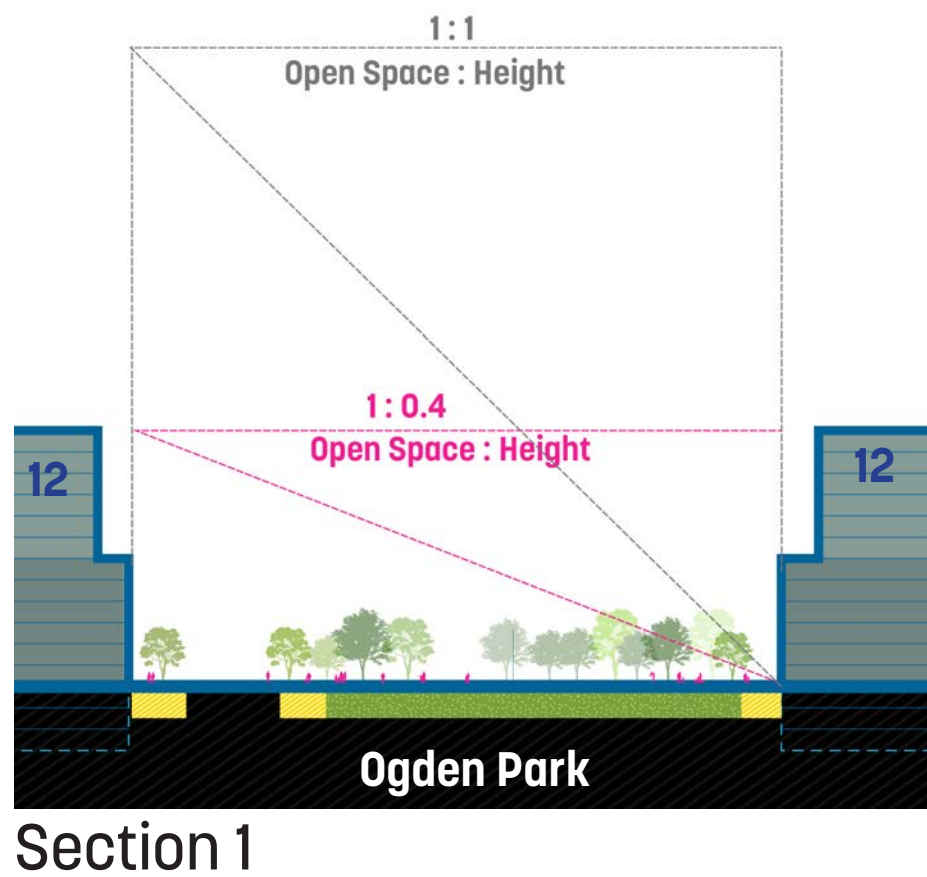 1 : 1
Open Space : Height
1 : 0.4
Open Space : Height
12
12
Ogden Park
Section 1